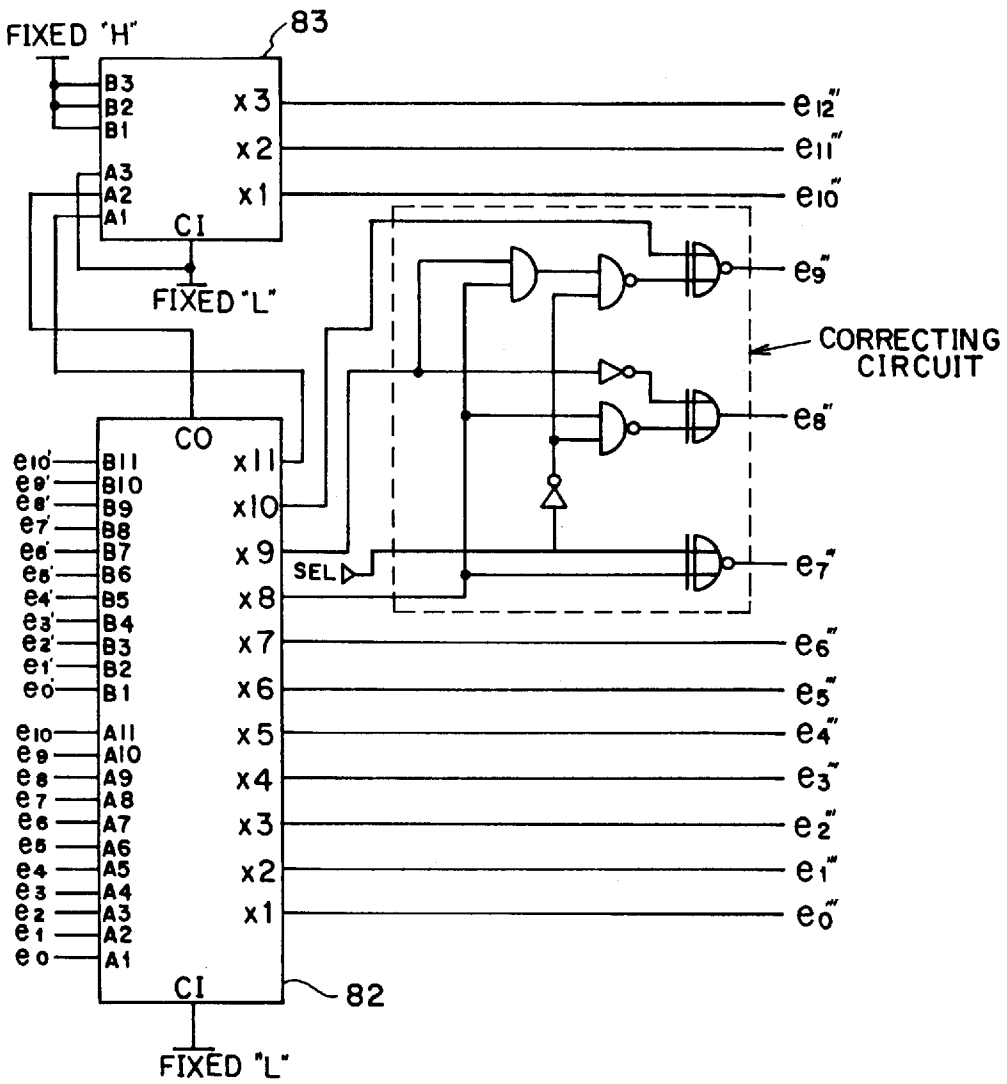 83
FIXED "H"
B3
B2
B1
A3
A2
A1
X3
X2
X1
CI
FIXED "L"
e12'''
e11'''
e10'''
e9'''
CORRECTING
CIRCUIT
e8'''
e7'''
SEL
CO
e10' B11
e9' B10
e8' B9
e7' B8
e6' B7
e5' B6
e4' B5
e3' B4
e2' B3
e1' B2
e0' B1
e10 A11
e9 A10
e8 A9
e7 A8
e6 A7
e5 A6
e4 A5
e3 A4
e2 A3
e1 A2
e0 A1
X11
X10
X9
X8
X7 e6'''
X6 e5'''
X5 e4'''
X4 e3'''
X3 e2'''
X2 e1'''
X1 e0'''
CI
82
FIXED "L"